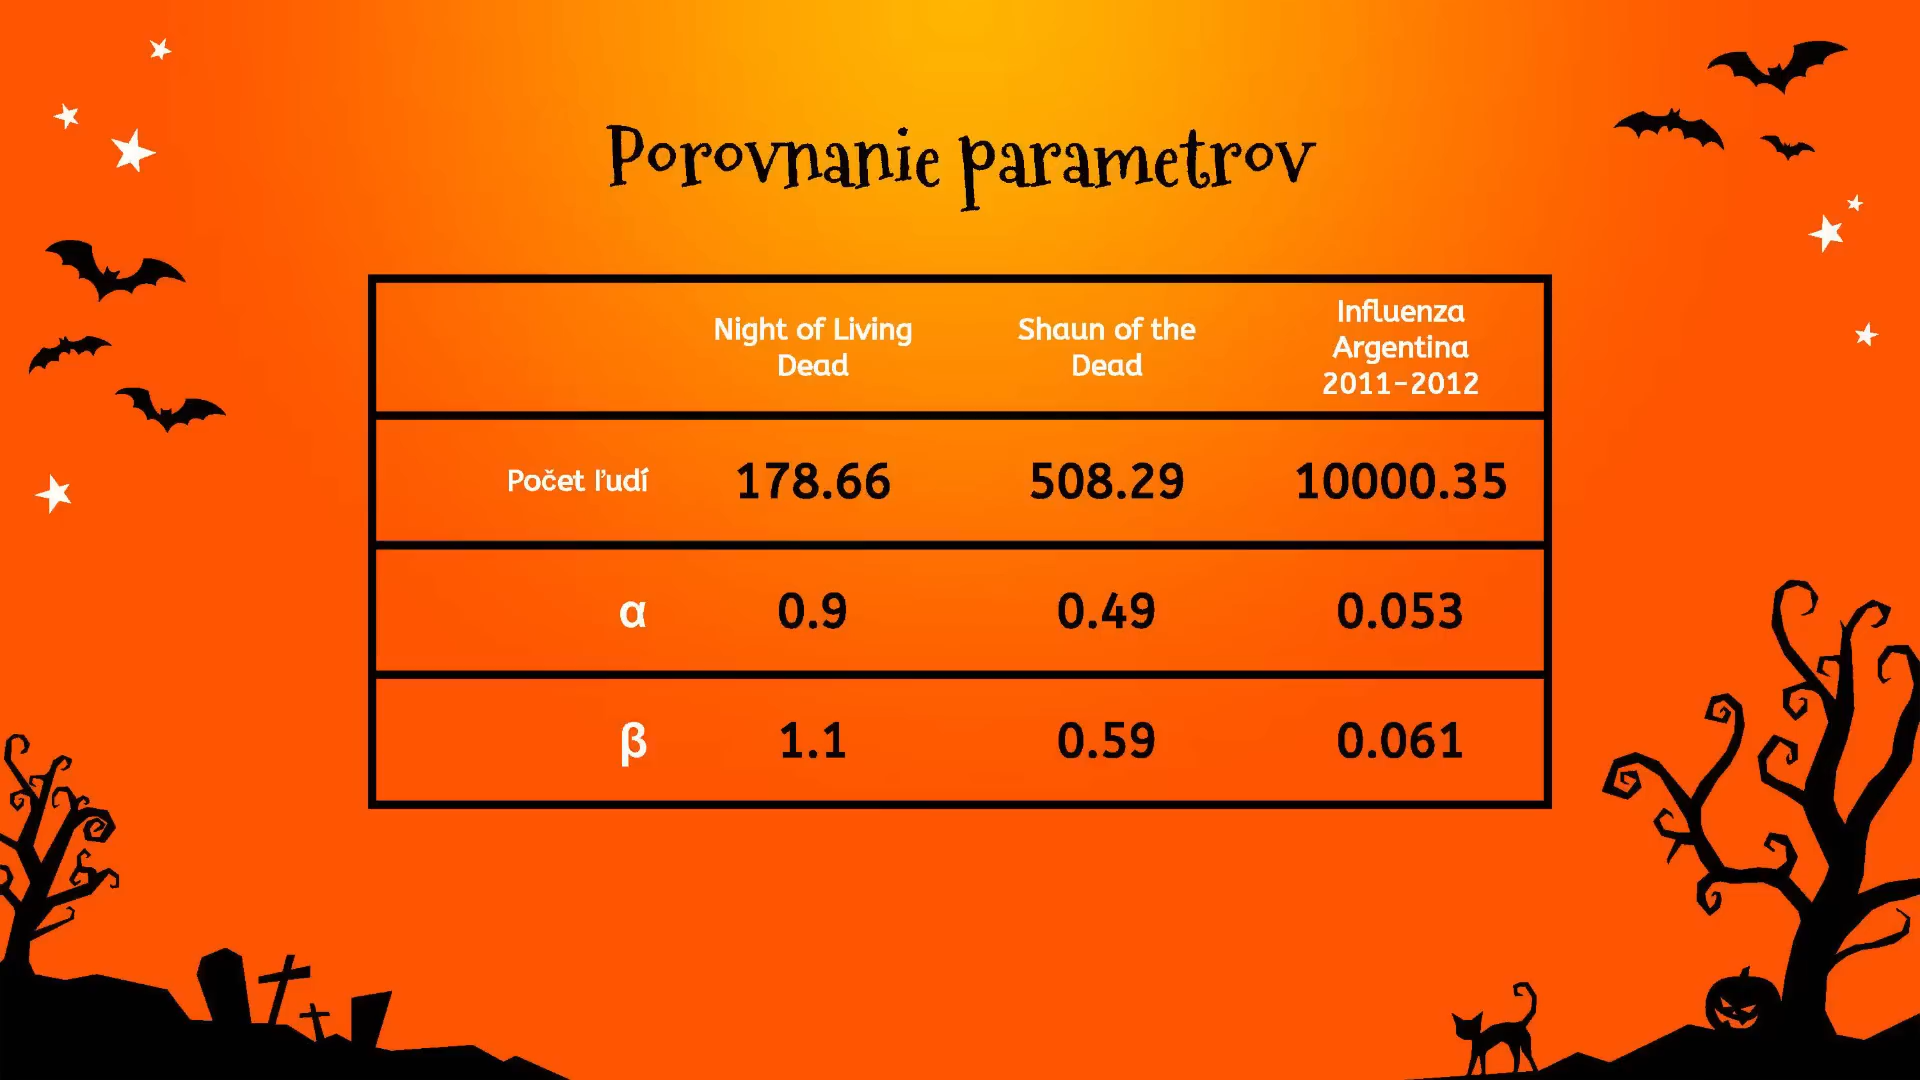 Porovnanie parametrov
Night of Living
Dead
Shaun of the
Dead
Influenza
Argentina
2011-2012
Počet ľudí 178.66 508.29 10000.35
α 0.9 0.49 0.053
β 1.1 0.59 0.061